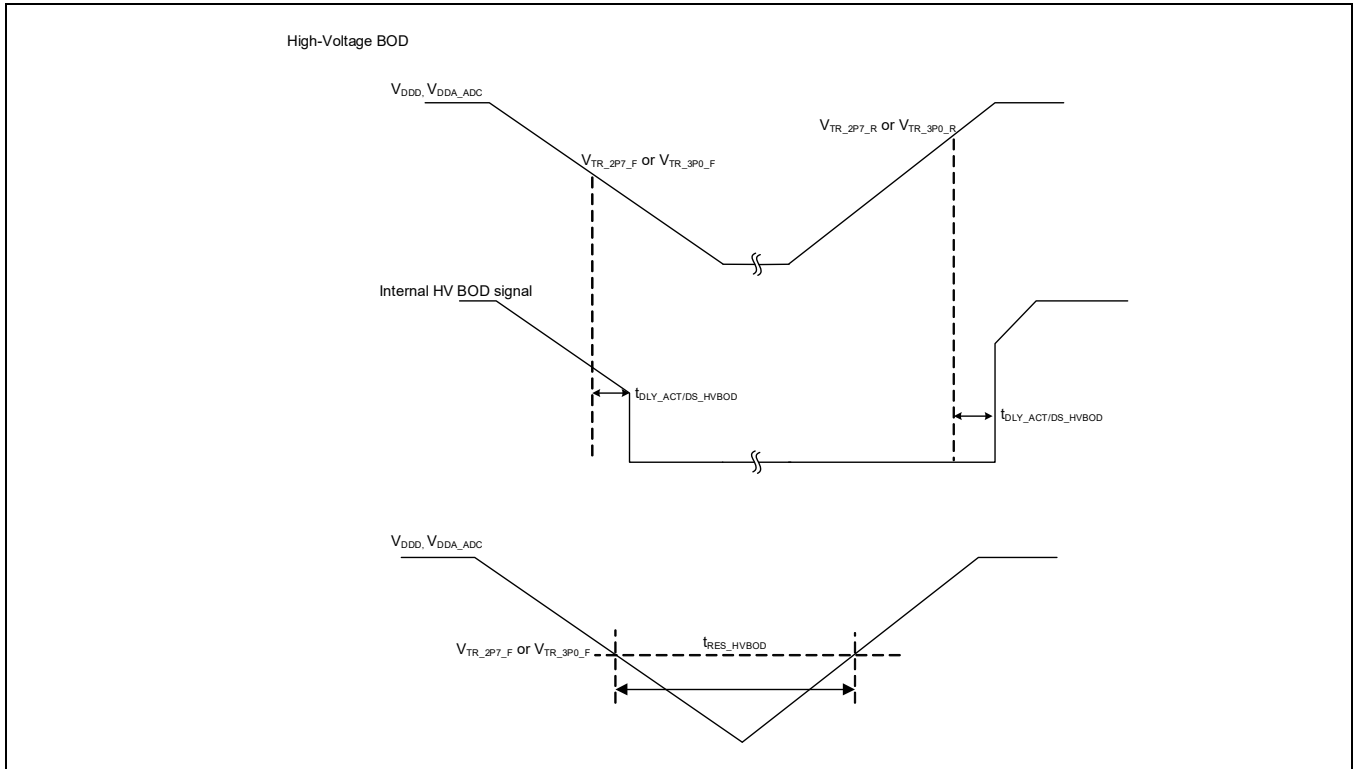 High-Voltage BOD
VDDD, VDDA_ADC
VTR_2P7_R or VTR_3P0_R
VTR_2P7_F or VTR_3P0_F
Internal HV BOD signal
tDLY_ACT/DS_HVBOD
tDLY_ACT/DS_HVBOD
VDDD, VDDA_ADC
tRES_HVBOD
VTR_2P7_F or VTR_3P0_F